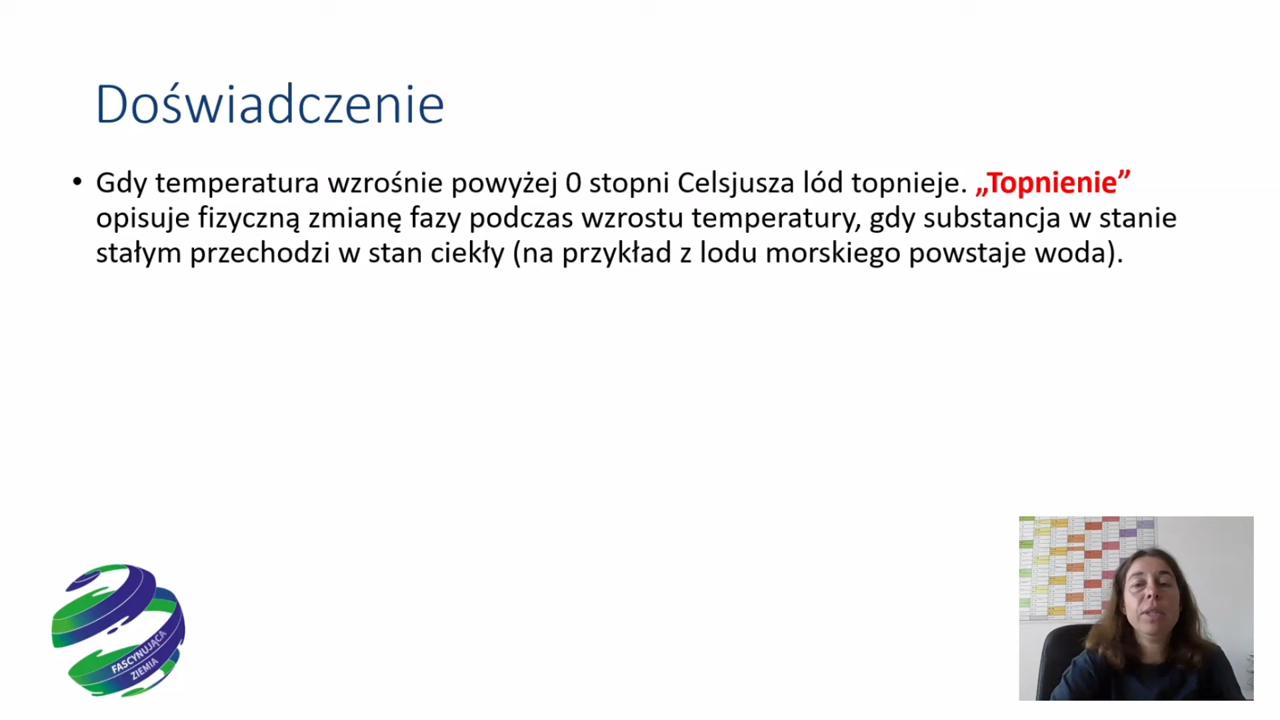 Doświadczenie
• Gdy temperatura wzrośnie powyżej 0 stopni Celsjusza lód topnieje. „Topnienie”
opisuje fizyczną zmianę fazy podczas wzrostu temperatury, gdy substancja w stanie
stałym przechodzi w stan ciekły (na przykład z lodu morskiego powstaje woda).
FASCYNUJĄCA
ZIEMIA